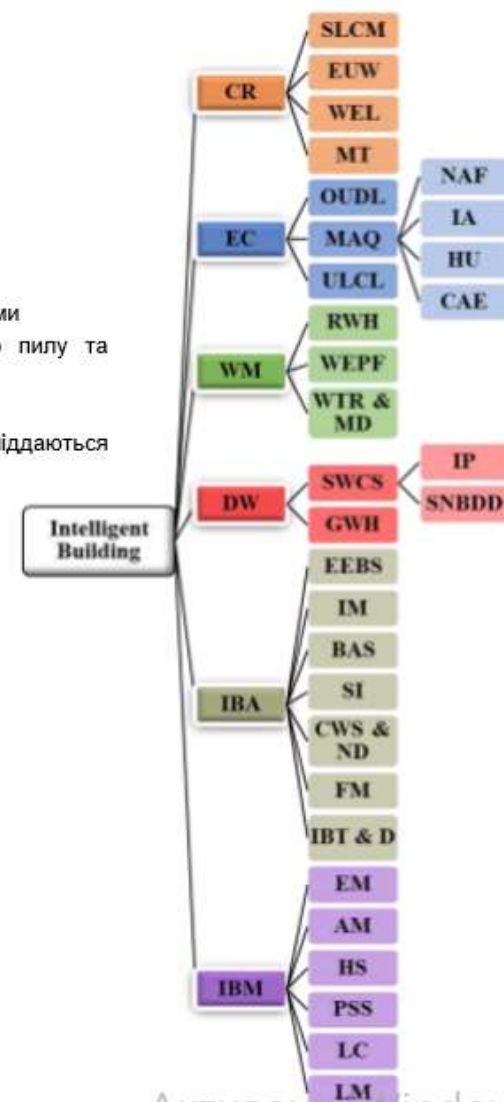 SLCM
EUW
CR
WEL
MT
OUDL
NAF
EC
MAQ
IA
ULCL
HU
CAE
ми
пилу та
RWH
WM
WEPF
WTR &
MD
піддаються
SWCS
IP
DW
SNBDD
GWH
Intelligent
Building
EEBS
IM
BAS
IBA
SI
CWS &
ND
FM
IBT & D
EM
AM
HS
IBM
PSS
LC
LM